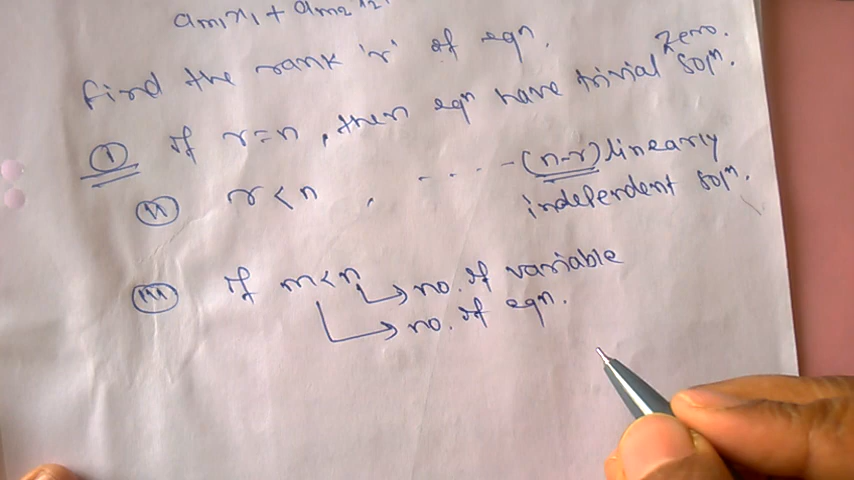 am1x1 + am2x2
Find the rank 'r' of eqn.
(I) If r=n, then eqn have trivial soln. zero.
(II) r<n, ---- (n-r) linearly
independent soln.
(III) If m<n → no. of variable
→ no. of eqn.